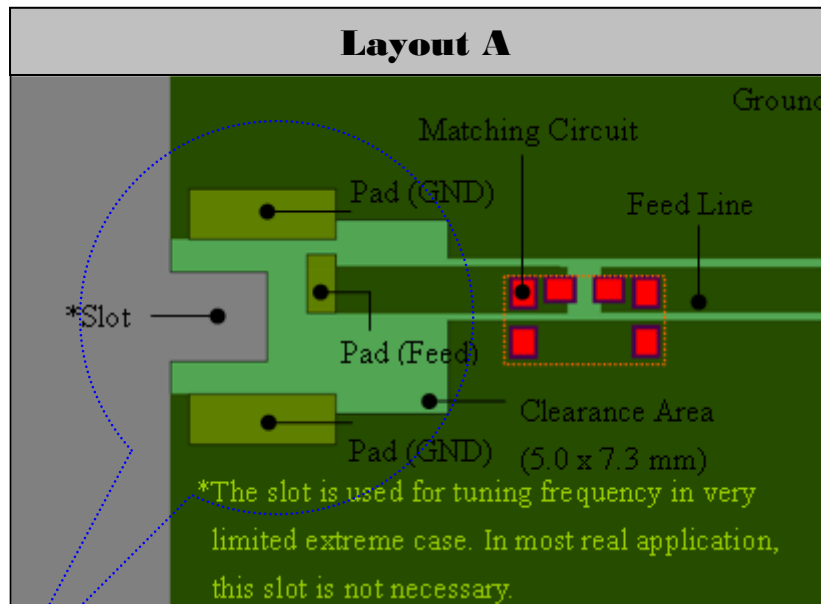 Layout A
Ground
Matching Circuit
Pad (GND)
Feed Line
*Slot
Pad (Feed)
Clearance Area
Pad (GND)
(5.0 x 7.3 mm)
*The slot is used for tuning frequency in very
limited extreme case. In most real application,
this slot is not necessary.